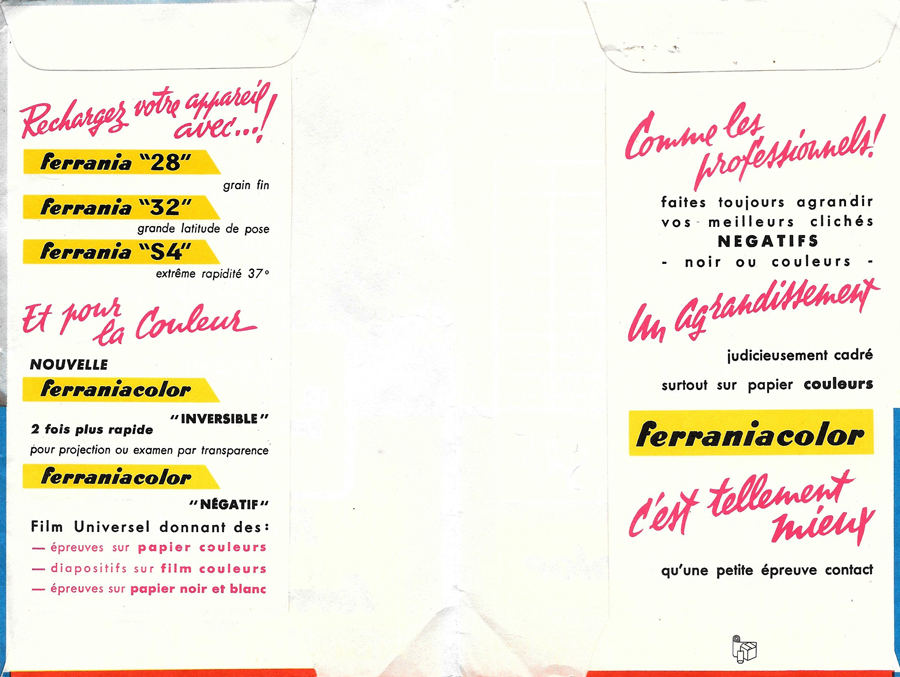 Rechargez votre appareil
avec...!
ferrania "28"
grain fin
ferrania "32"
grande latitude de pose
ferrania "S4"
extrême rapidité 37°
Et pour
la Couleur
NOUVELLE
ferraniacolor
"INVERSIBLE"
2 fois plus rapide
pour projection ou examen par transparence
ferraniacolor
"NÉGATIF"
Film Universel donnant des:
— épreuves sur papier couleurs
— diapositifs sur film couleurs
— épreuves sur papier noir et blanc
Comme les
professionnels!
faites toujours agrandir
vos meilleurs clichés
NEGATIFS
- noir ou couleurs -
Un Agrandissement
judicieusement cadré
surtout sur papier couleurs
ferraniacolor
c'est tellement
mieux
qu'une petite épreuve contact